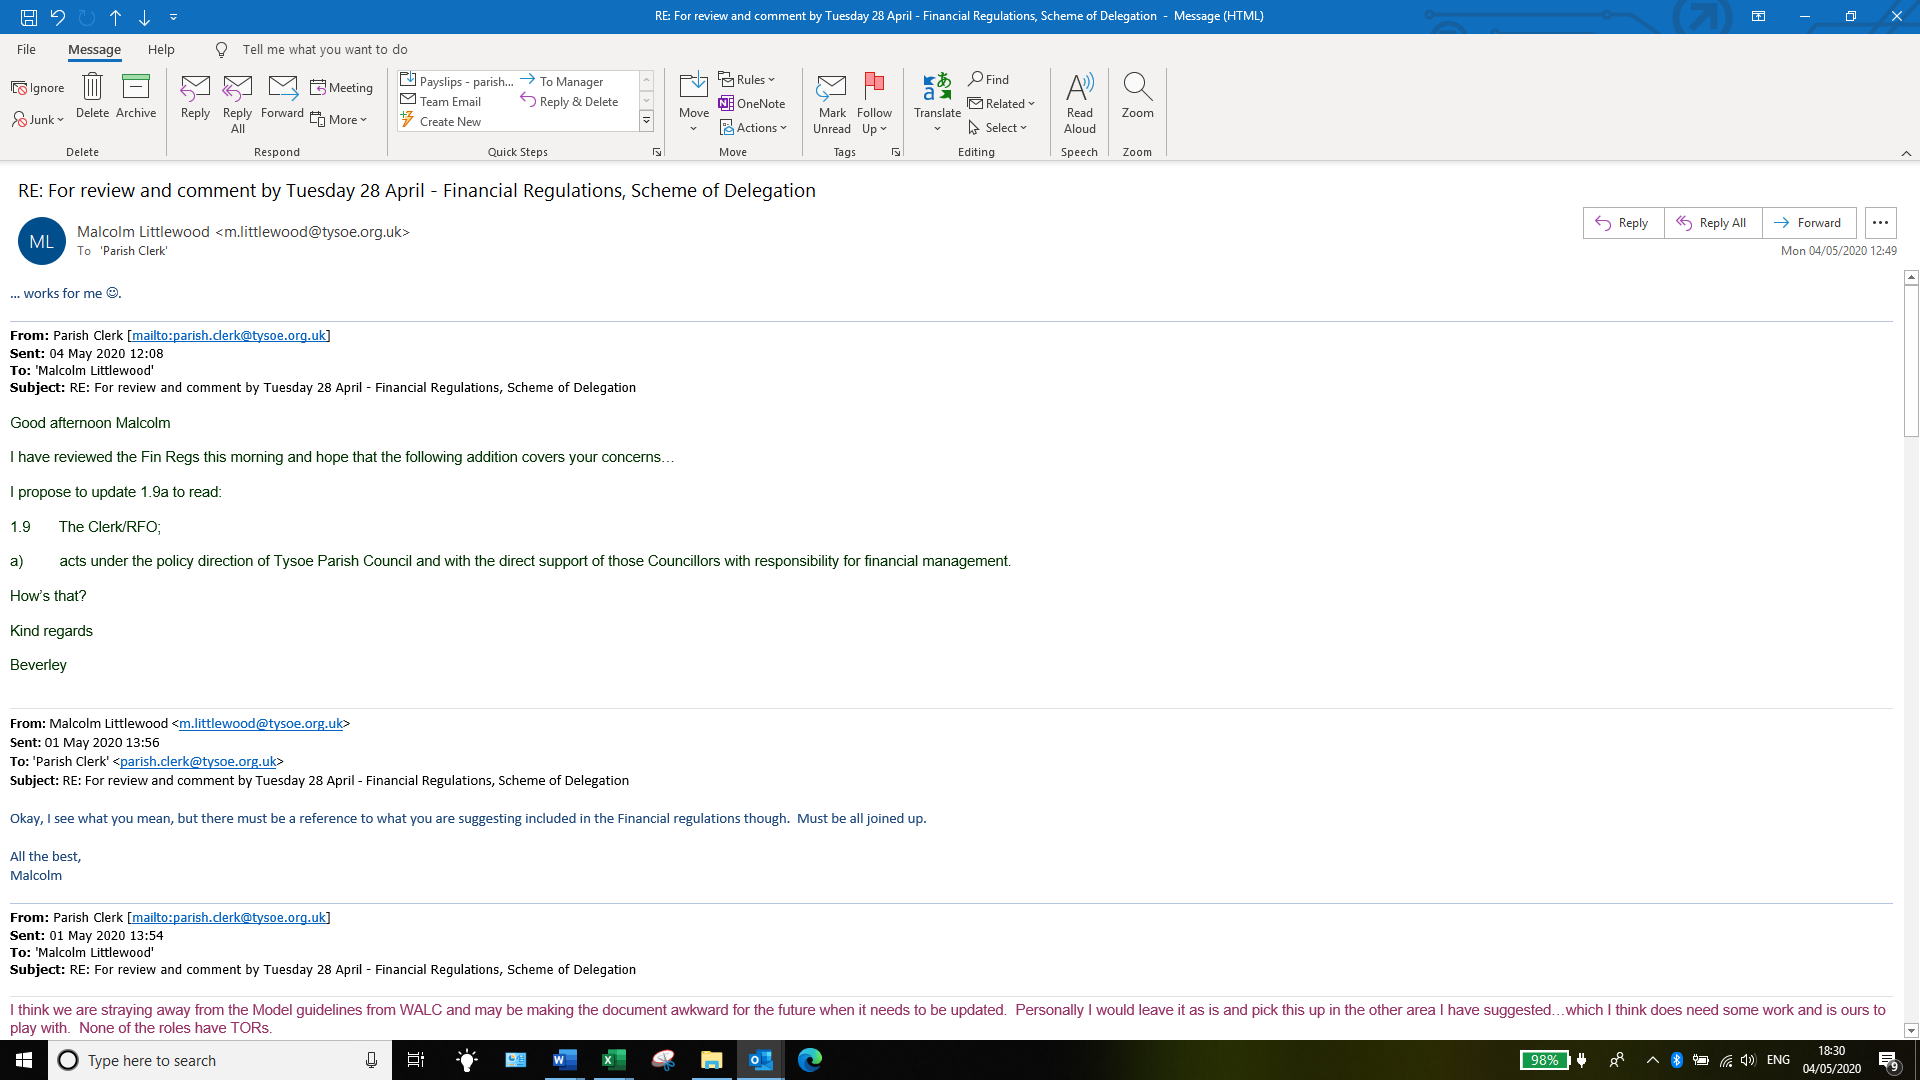 RE: For review and comment by Tuesday 28 April - Financial Regulations, Scheme of Delegation - Message (HTML)
File Message Help Tell me what you want to do
Ignore
Junk
Delete
Archive
Delete
Reply
Reply All
Forward
Meeting
More
Respond
Payslips - parish... To Manager
Team Email Reply & Delete
Create New
Quick Steps
Move
Rules
OneNote
Actions
Move
Mark Unread
Follow Up
Tags
Translate
Find
Related
Select
Editing
Read Aloud
Speech
Zoom
Zoom
RE: For review and comment by Tuesday 28 April - Financial Regulations, Scheme of Delegation
ML
Malcolm Littlewood <m.littlewood@tysoe.org.uk>
To 'Parish Clerk'
Reply Reply All Forward
Mon 04/05/2020 12:49
... works for me ☺.
From: Parish Clerk [mailto:parish.clerk@tysoe.org.uk]
Sent: 04 May 2020 12:08
To: 'Malcolm Littlewood'
Subject: RE: For review and comment by Tuesday 28 April - Financial Regulations, Scheme of Delegation
Good afternoon Malcolm
I have reviewed the Fin Regs this morning and hope that the following addition covers your concerns…
I propose to update 1.9a to read:
1.9 The Clerk/RFO;
a) acts under the policy direction of Tysoe Parish Council and with the direct support of those Councillors with responsibility for financial management.
How's that?
Kind regards
Beverley
From: Malcolm Littlewood <m.littlewood@tysoe.org.uk>
Sent: 01 May 2020 13:56
To: 'Parish Clerk' <parish.clerk@tysoe.org.uk>
Subject: RE: For review and comment by Tuesday 28 April - Financial Regulations, Scheme of Delegation
Okay, I see what you mean, but there must be a reference to what you are suggesting included in the Financial regulations though. Must be all joined up.
All the best,
Malcolm
From: Parish Clerk [mailto:parish.clerk@tysoe.org.uk]
Sent: 01 May 2020 13:54
To: 'Malcolm Littlewood'
Subject: RE: For review and comment by Tuesday 28 April - Financial Regulations, Scheme of Delegation
I think we are straying away from the Model guidelines from WALC and may be making the document awkward for the future when it needs to be updated. Personally I would leave it as is and pick this up in the other area I have suggested…which I think does need some work and is ours to
play with. None of the roles have TORs.
Type here to search
98%
ENG
18:30
04/05/2020
9